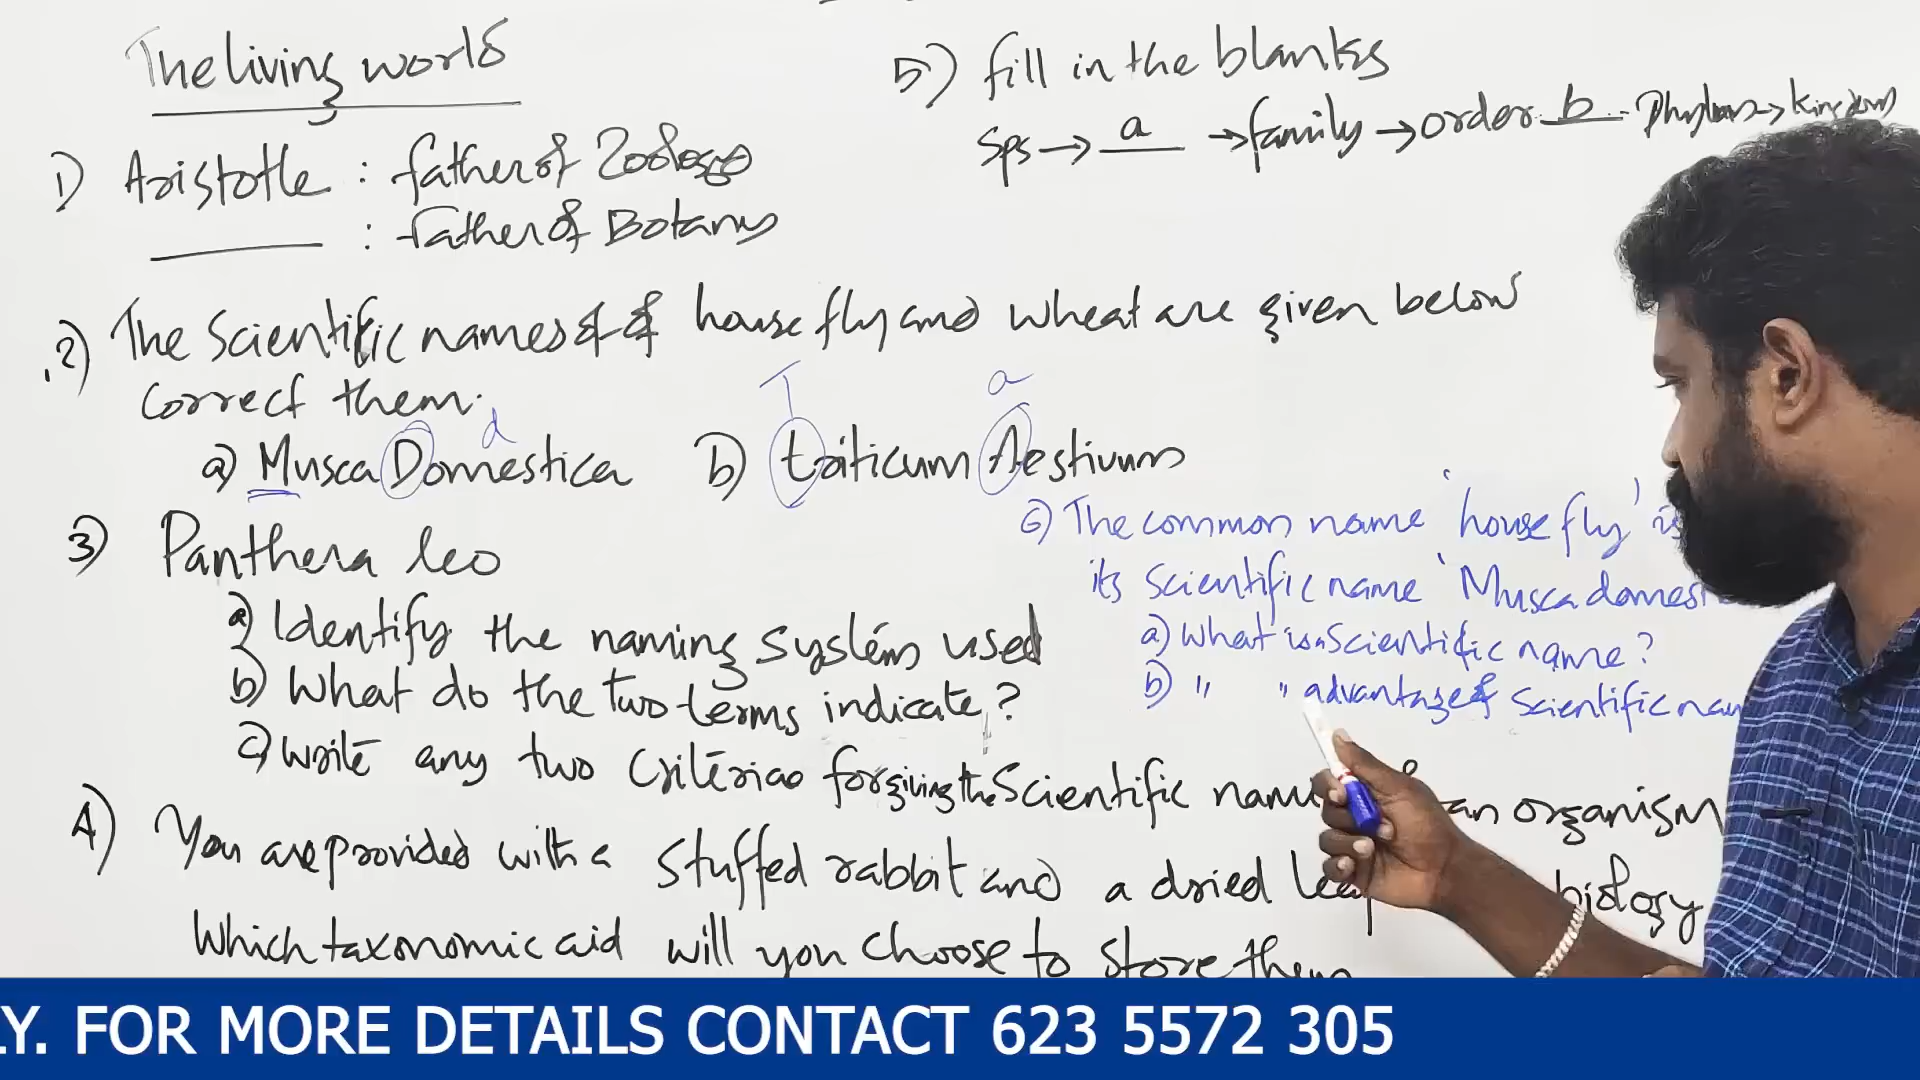 The living world
1) Aristotle : father of Zoology
______ : father of Botany
2) The scientific names of house fly and wheat are given below
correct them.
d T a
a) Musca Domestica b) triticum Aestivum
3) Panthera leo
a) Identify the naming system used
b) What do the two terms indicate?
c) write any two criteria for giving the scientific name an organism
4) You are provided with a stuffed rabbit and a dried leaf biology
Which taxonomic aid will you choose to store them
5) fill in the blanks
Sps → a → family → order b Phylum → kingdom
6) The common name 'house fly' is
its scientific name 'Musca domest
a) What is a scientific name?
b) " " advantage of scientific nam
Y. FOR MORE DETAILS CONTACT 623 5572 305